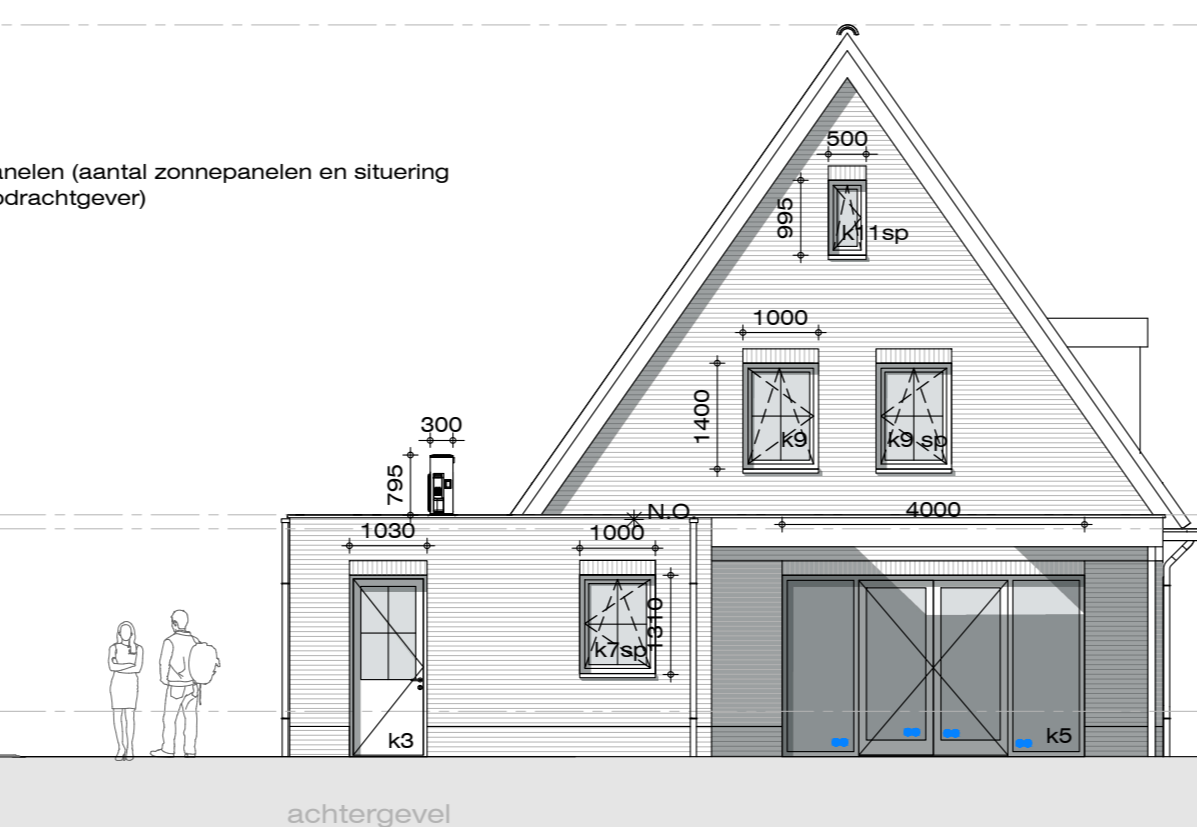 anelen (aantal zonnepanelen en situering
odrachtgever)
500
995
k11sp
1000
1400
k9
k9 sp
300
795
N.O.
4000
1030
1000
1310
k7sp
k3
k5
achtergevel